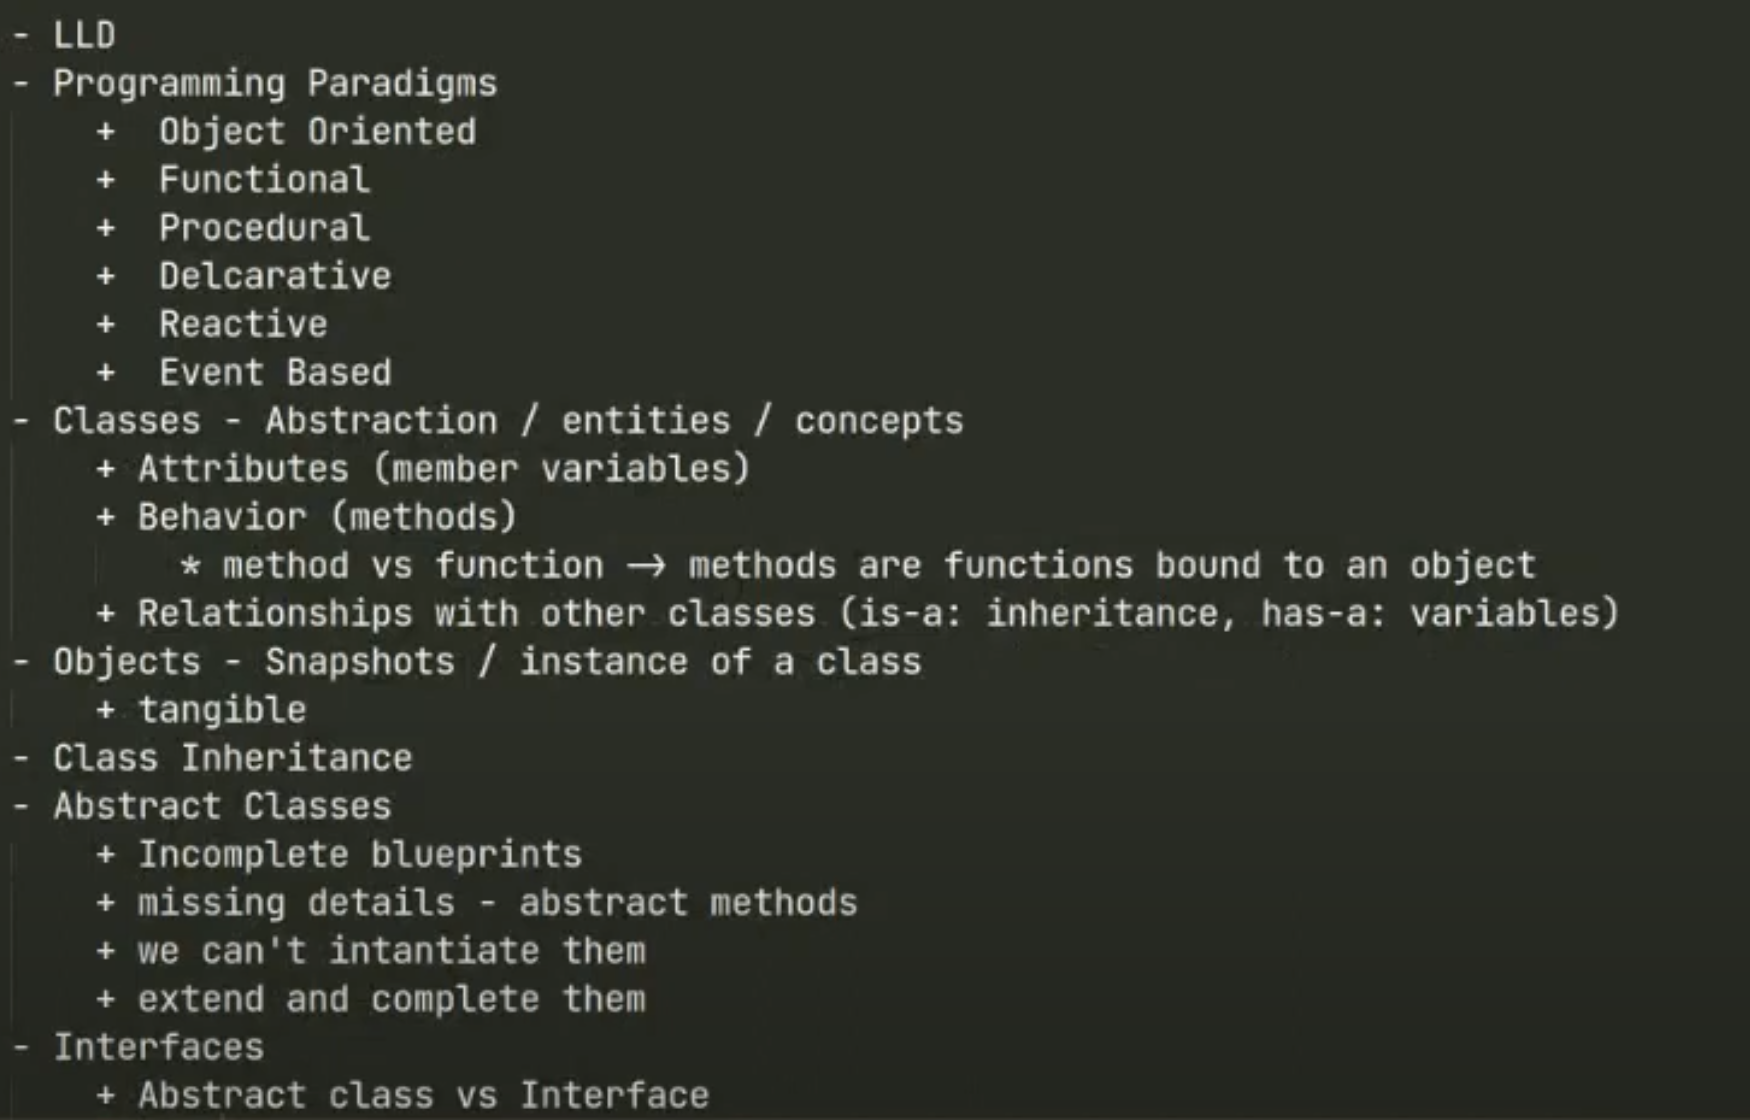 - LLD
- Programming Paradigms
+ Object Oriented
+ Functional
+ Procedural
+ Delcarative
+ Reactive
+ Event Based
- Classes - Abstraction / entities / concepts
+ Attributes (member variables)
+ Behavior (methods)
* method vs function → methods are functions bound to an object
+ Relationships with other classes (is-a: inheritance, has-a: variables)
- Objects - Snapshots / instance of a class
+ tangible
- Class Inheritance
- Abstract Classes
+ Incomplete blueprints
+ missing details - abstract methods
+ we can't intantiate them
+ extend and complete them
- Interfaces
+ Abstract class vs Interface